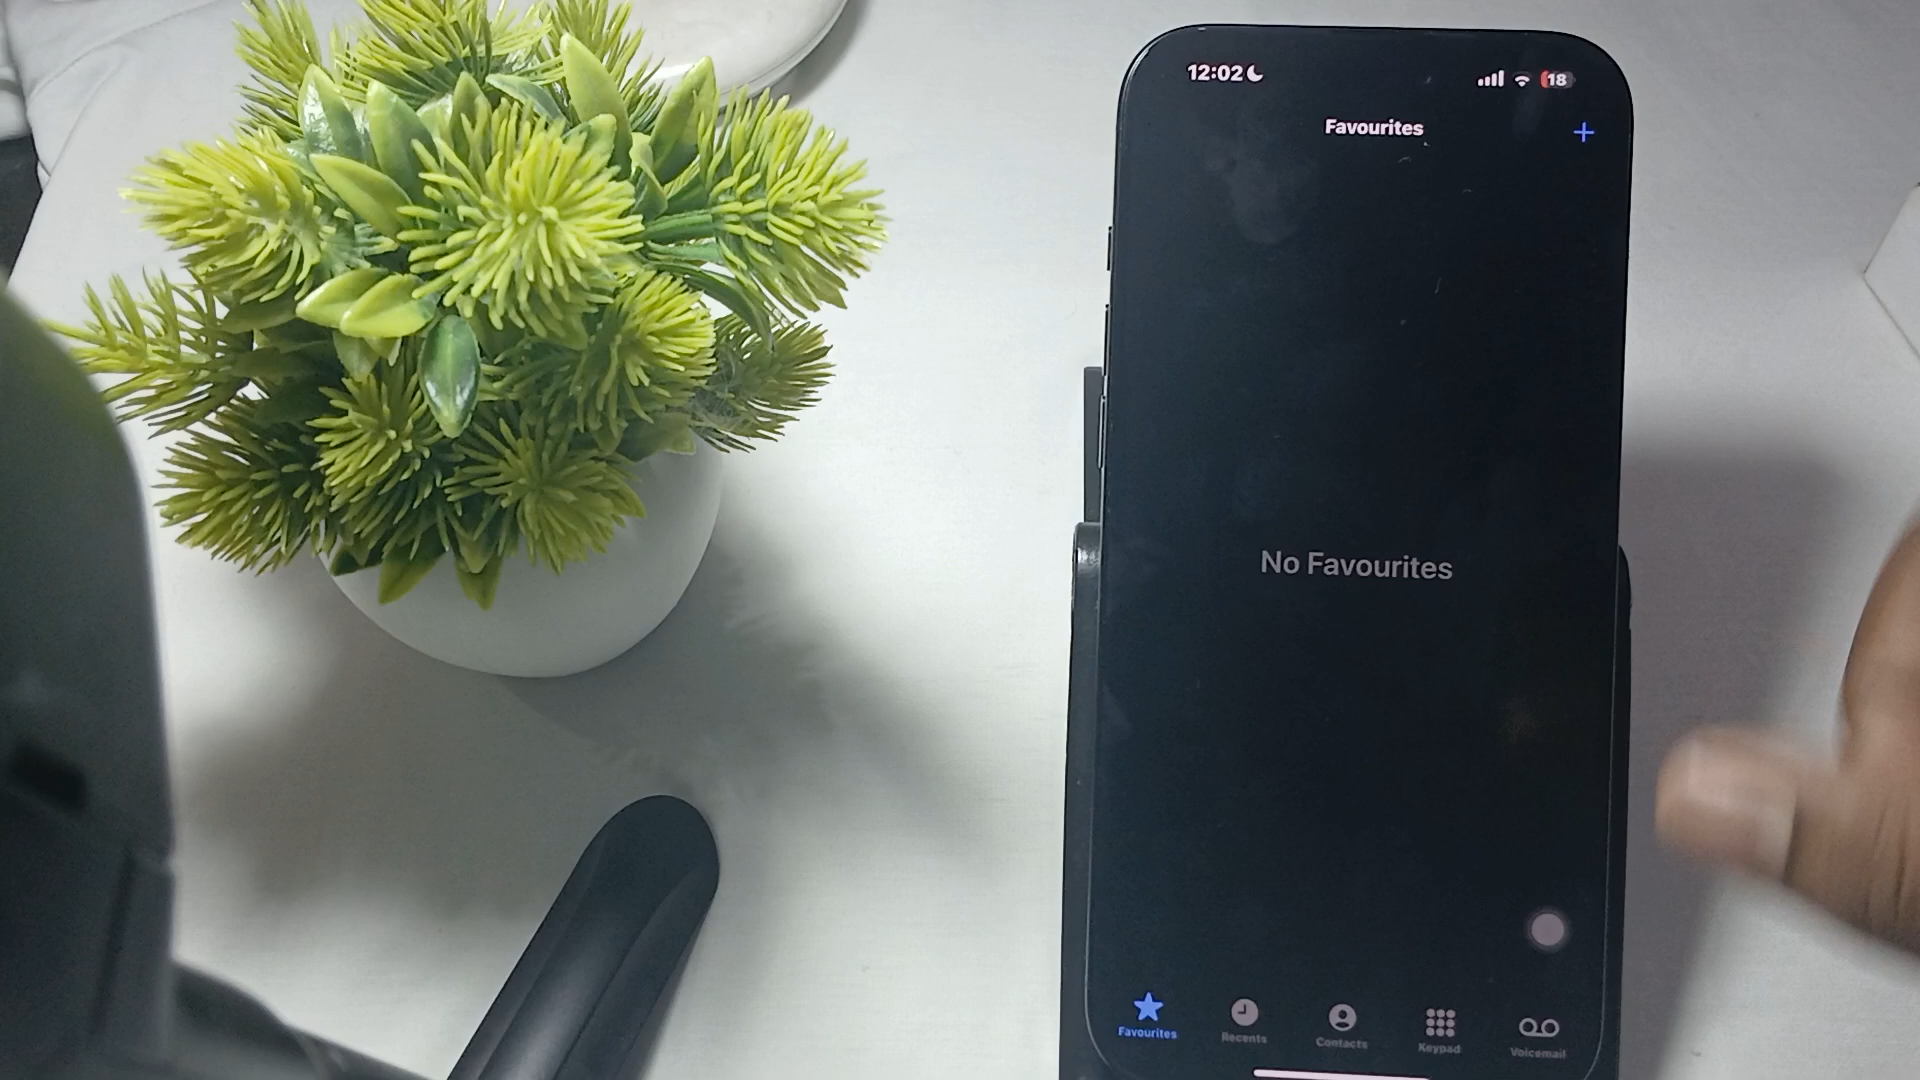 12:02
18
Favourites
+
No Favourites
Favourites
Recents
Contacts
Keypad
Voicemail